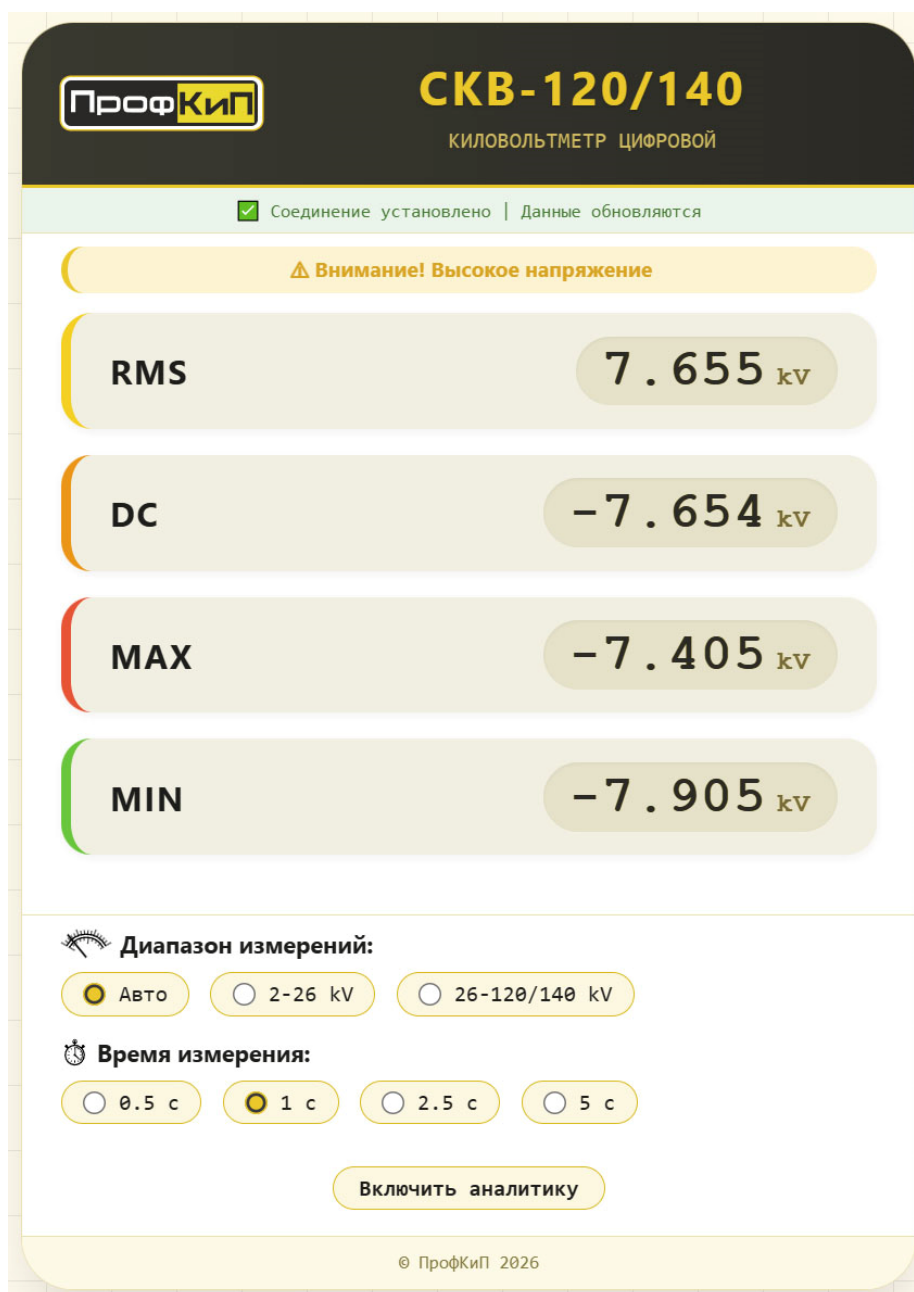 ПрофКиП
СКВ-120/140
КИЛОВОЛЬТМЕТР ЦИФРОВОЙ
✅ Соединение установлено | Данные обновляются
⚠ Внимание! Высокое напряжение
RMS 7.655 kV
DC -7.654 kV
MAX -7.405 kV
MIN -7.905 kV
Диапазон измерений:
Авто 2-26 kV 26-120/140 kV
Время измерения:
0.5 с 1 с 2.5 с 5 с
Включить аналитику
© ПрофКиП 2026